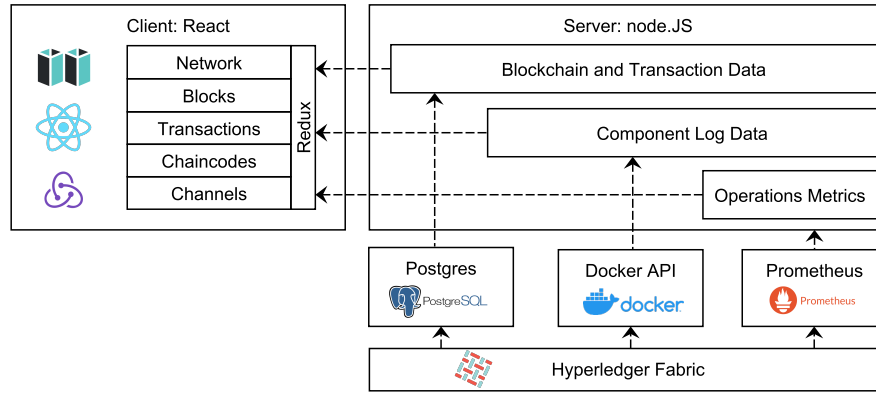 Client: React
Network
Blocks
Transactions
Chaincodes
Channels
Redux
Server: node.JS
Blockchain and Transaction Data
Component Log Data
Operations Metrics
Postgres
PostgreSQL
Docker API
docker
Prometheus
Prometheus
Hyperledger Fabric